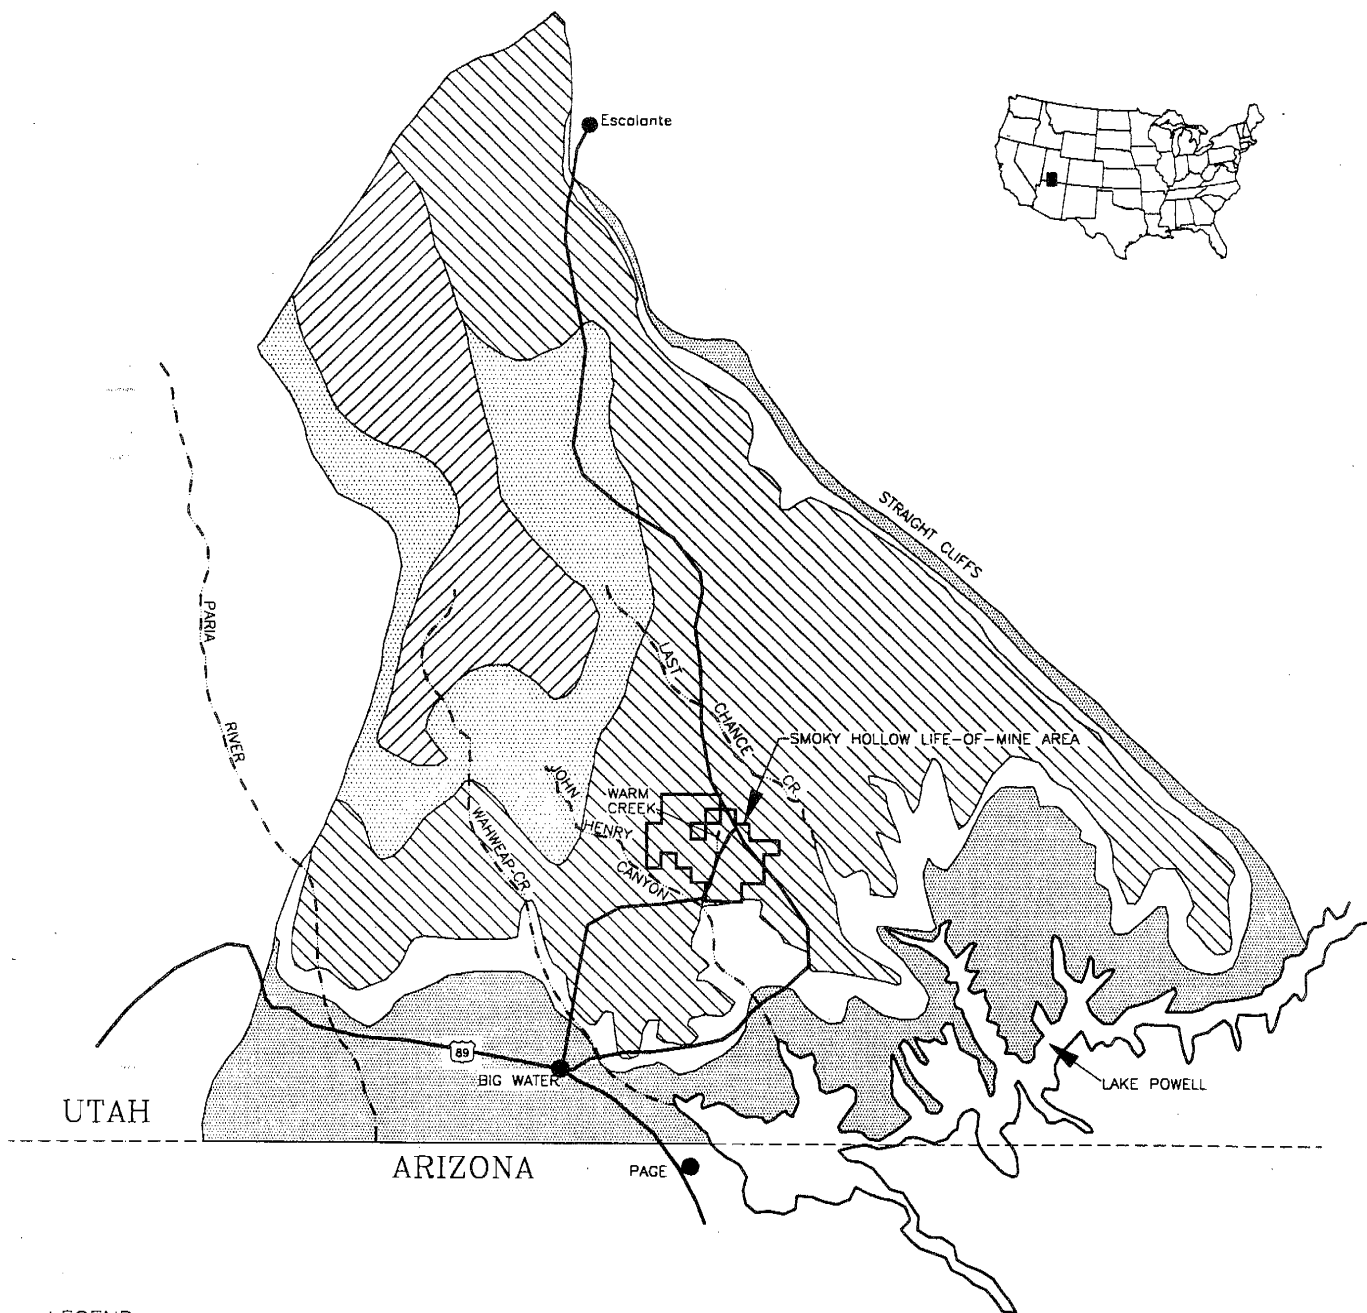 Escalante
STRAIGHT CLIFFS
PARIA
RIVER
LAST
CHANCE
CR.
SMOKY HOLLOW LIFE-OF-MINE AREA
JOHN
HENRY
CANYON
WARM
CREEK
WAHWEAP CR.
89
BIG WATER
LAKE POWELL
UTAH
ARIZONA
PAGE
LEGEND